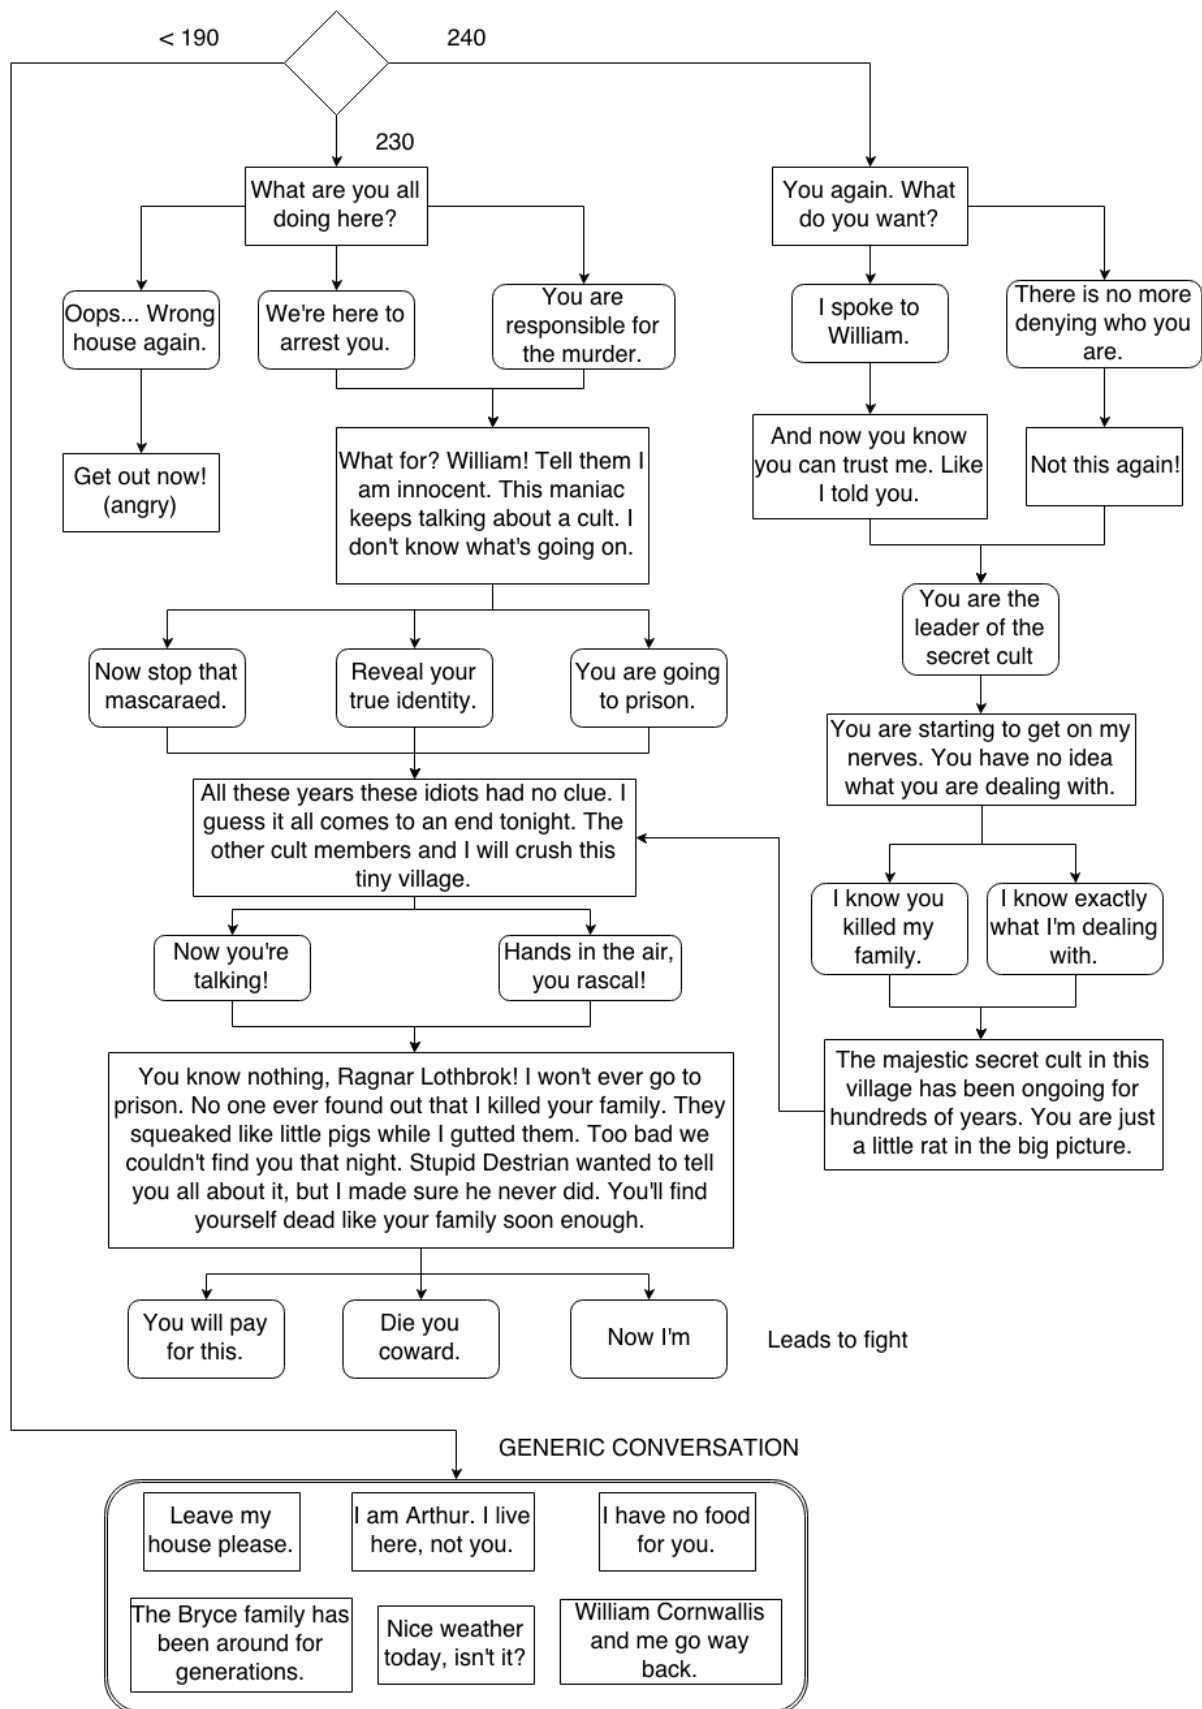 < 190
240
230
What are you all
doing here?
You again. What
do you want?
Oops... Wrong
house again.
We're here to
arrest you.
You are
responsible for
the murder.
I spoke to
William.
There is no more
denying who you
are.
Get out now!
(angry)
What for? William! Tell them I
am innocent. This maniac
keeps talking about a cult. I
don't know what's going on.
And now you know
you can trust me. Like
I told you.
Not this again!
You are the
leader of the
secret cult
Now stop that
mascaraed.
Reveal your
true identity.
You are going
to prison.
You are starting to get on my
nerves. You have no idea
what you are dealing with.
All these years these idiots had no clue. I
guess it all comes to an end tonight. The
other cult members and I will crush this
tiny village.
I know you
killed my
family.
I know exactly
what I'm dealing
with.
Now you're
talking!
Hands in the air,
you rascal!
The majestic secret cult in this
village has been ongoing for
hundreds of years. You are just
a little rat in the big picture.
You know nothing, Ragnar Lothbrok! I won't ever go to
prison. No one ever found out that I killed your family. They
squeaked like little pigs while I gutted them. Too bad we
couldn't find you that night. Stupid Destrian wanted to tell
you all about it, but I made sure he never did. You'll find
yourself dead like your family soon enough.
You will pay
for this.
Die you
coward.
Now I'm
Leads to fight
GENERIC CONVERSATION
Leave my
house please.
I am Arthur. I live
here, not you.
I have no food
for you.
The Bryce family has
been around for
generations.
Nice weather
today, isn't it?
William Cornwallis
and me go way
back.